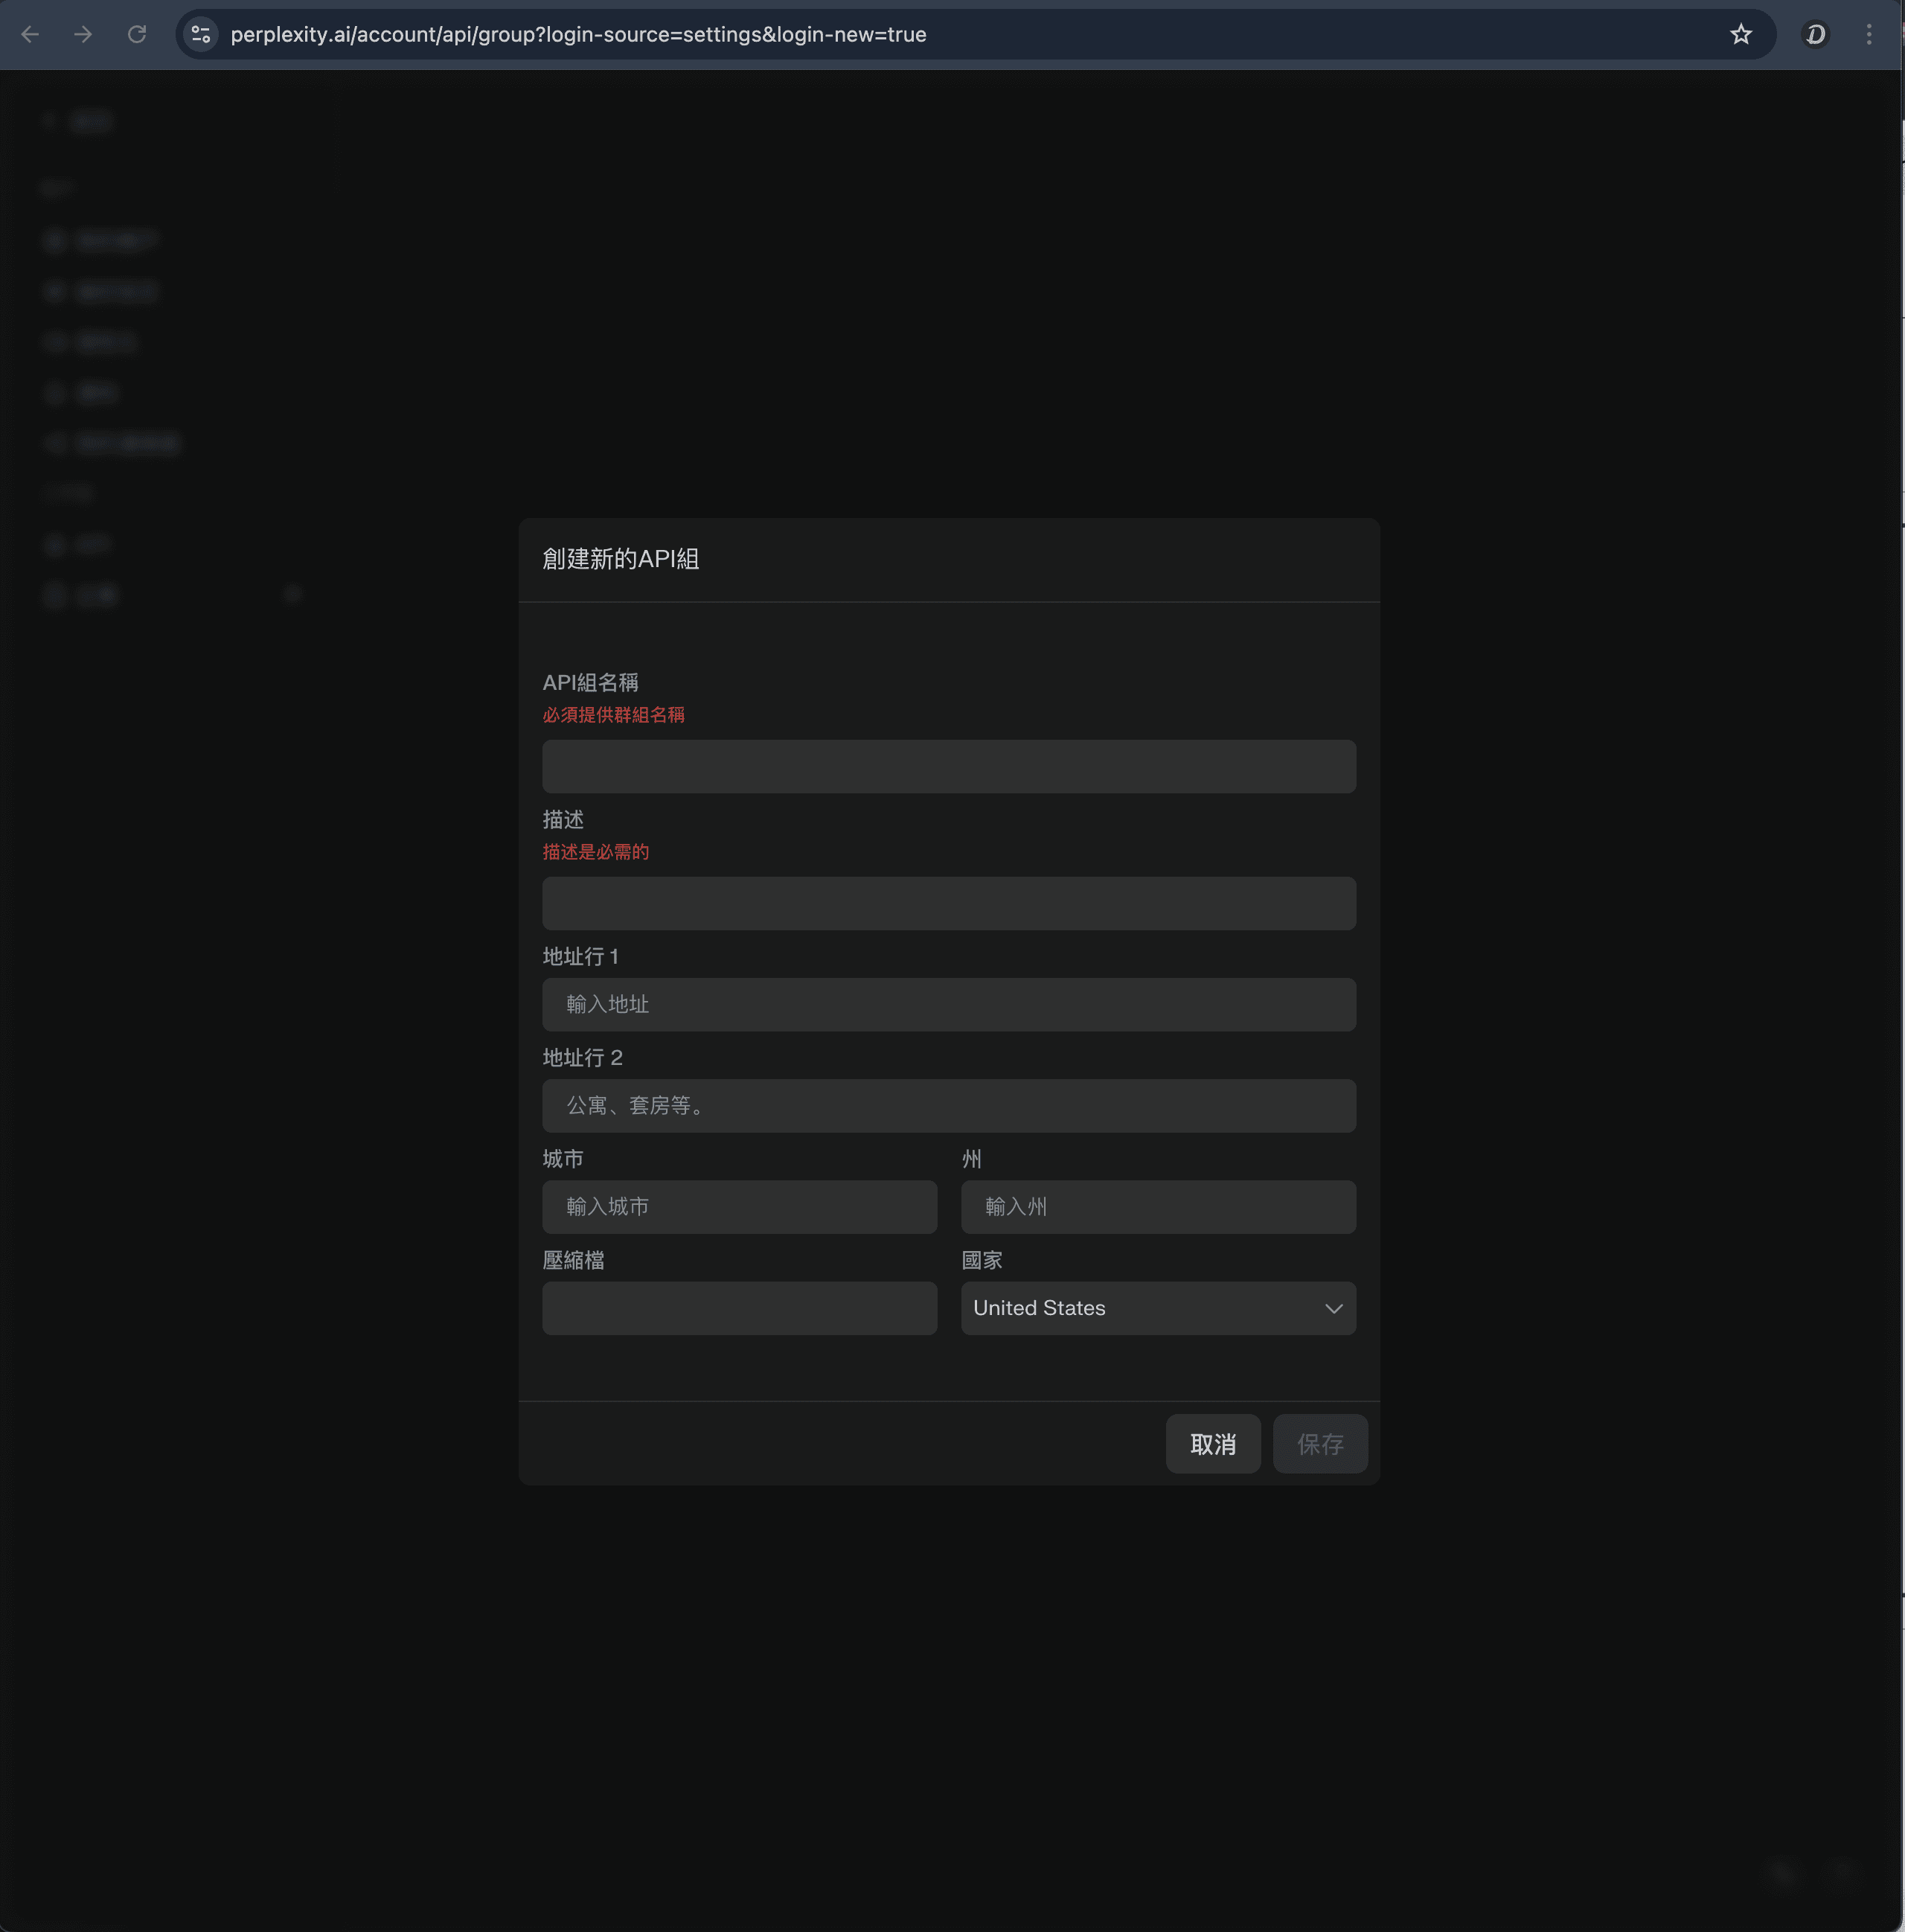 perplexity.ai/account/api/group?login-source=settings&login-new=true
創建新的API組
API組名稱
必須提供群組名稱
描述
描述是必需的
地址行 1
輸入地址
地址行 2
公寓、套房等。
城市
州
輸入城市
輸入州
壓縮檔
國家
United States
取消
保存